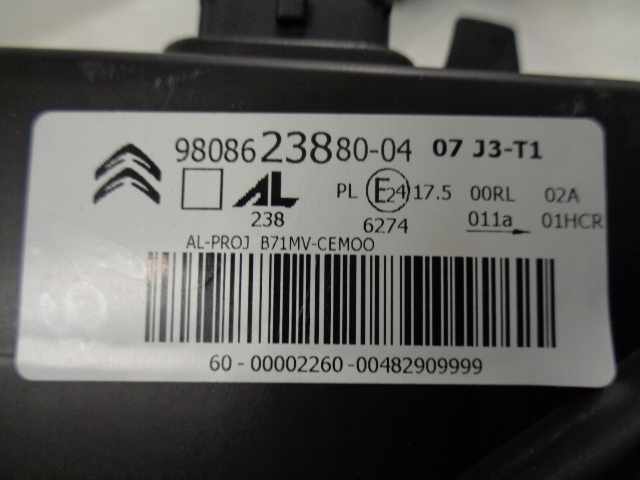 9808623880-04 07 J3-T1
AL PL E24 17.5 00RL 02A
238 6274 011a 01HCR
AL-PROJ B71MV-CEMOO
60-00002260-00482909999